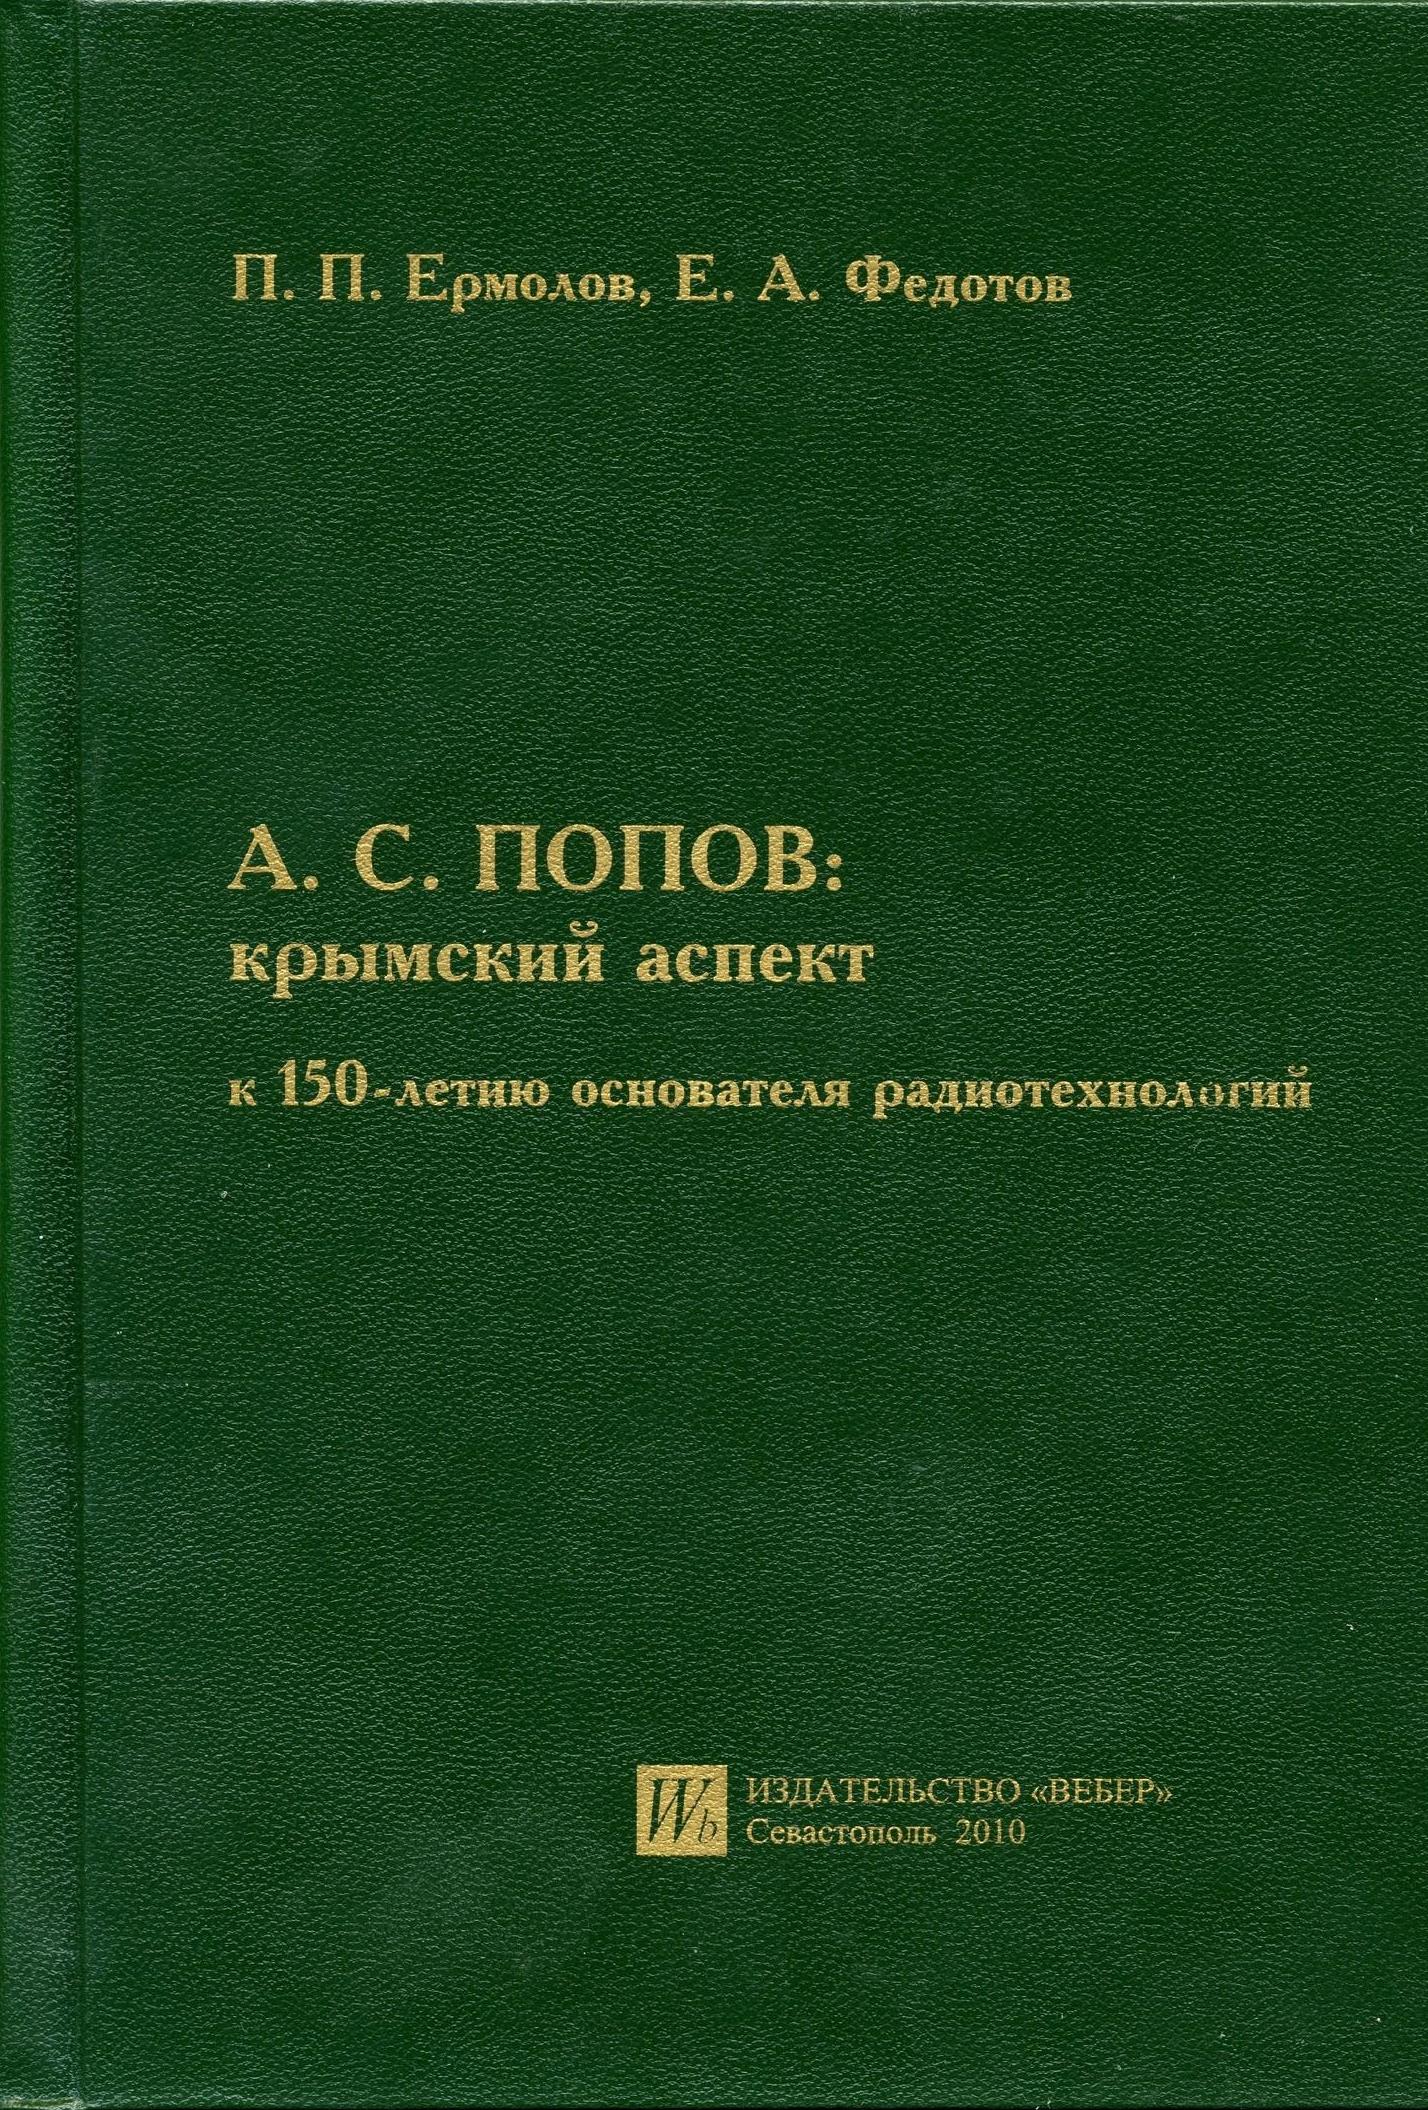 П. П. Ермолов, Е. А. Федотов
А. С. ПОПОВ:
крымский аспект
к 150-летию основателя радиотехнологий
Wb
ИЗДАТЕЛЬСТВО «ВЕБЕР»
Севастополь 2010